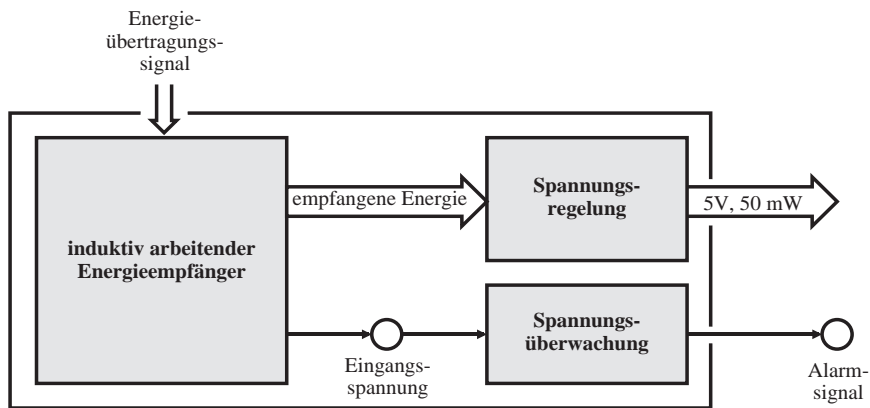 Energie-
übertragungs-
signal
induktiv arbeitender
Energieempfänger
empfangene Energie
Spannungs-
regelung
5V, 50 mW
Eingangs-
spannung
Spannungs-
überwachung
Alarm-
signal